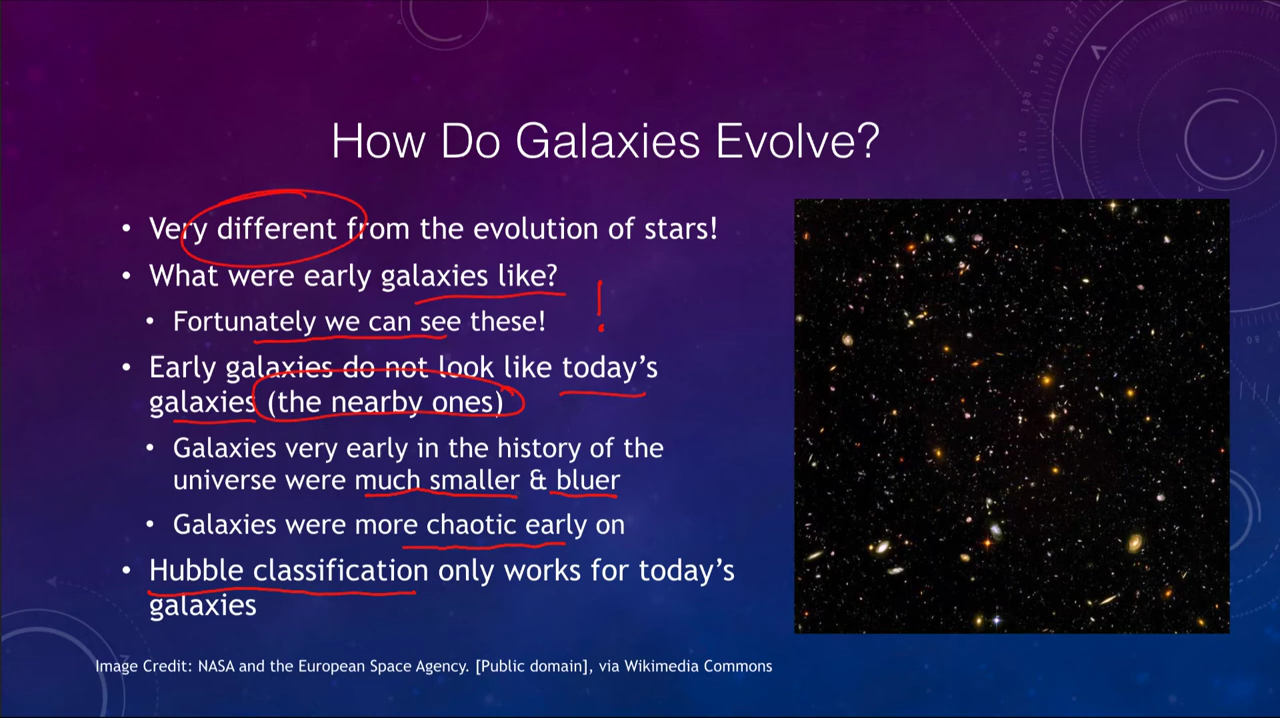 How Do Galaxies Evolve?
• Very different from the evolution of stars!
• What were early galaxies like?
• Fortunately we can see these!
!
• Early galaxies do not look like today's
galaxies (the nearby ones)
• Galaxies very early in the history of the
universe were much smaller & bluer
• Galaxies were more chaotic early on
• Hubble classification only works for today's
galaxies
Image Credit: NASA and the European Space Agency. [Public domain], via Wikimedia Commons